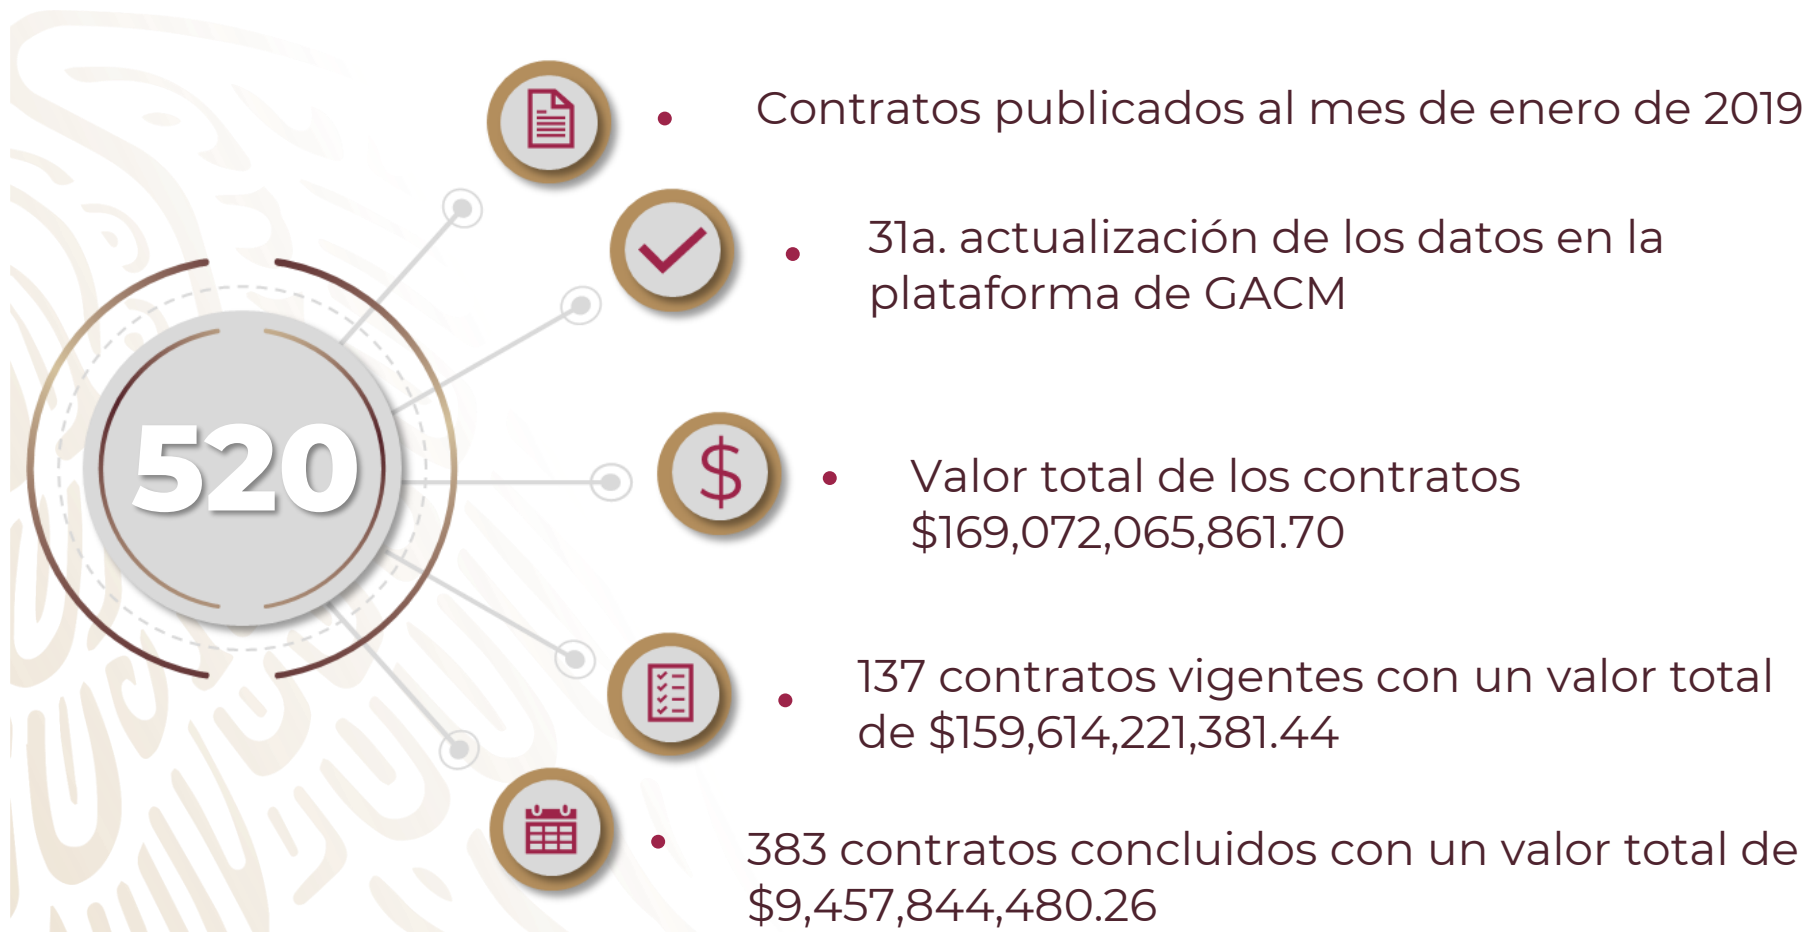 520
• Contratos publicados al mes de enero de 2019
• 31a. actualización de los datos en la
plataforma de GACM
• Valor total de los contratos
$169,072,065,861.70
• 137 contratos vigentes con un valor total
de $159,614,221,381.44
• 383 contratos concluidos con un valor total de
$9,457,844,480.26